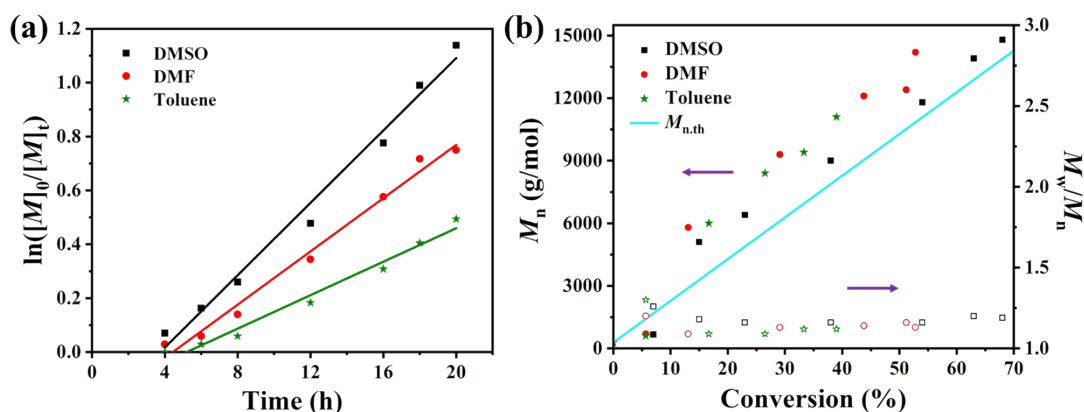 (a)
DMSO
DMF
Toluene
ln([M]0/[M]t)
1.2
1.0
0.8
0.6
0.4
0.2
0.0
0 4 8 12 16 20
Time (h)
(b)
DMSO
DMF
Toluene
Mn.th
Mn (g/mol)
15000
12000
9000
6000
3000
0
3.0
2.5
2.0
1.5
1.0
Mw/Mn
0 10 20 30 40 50 60 70
Conversion (%)